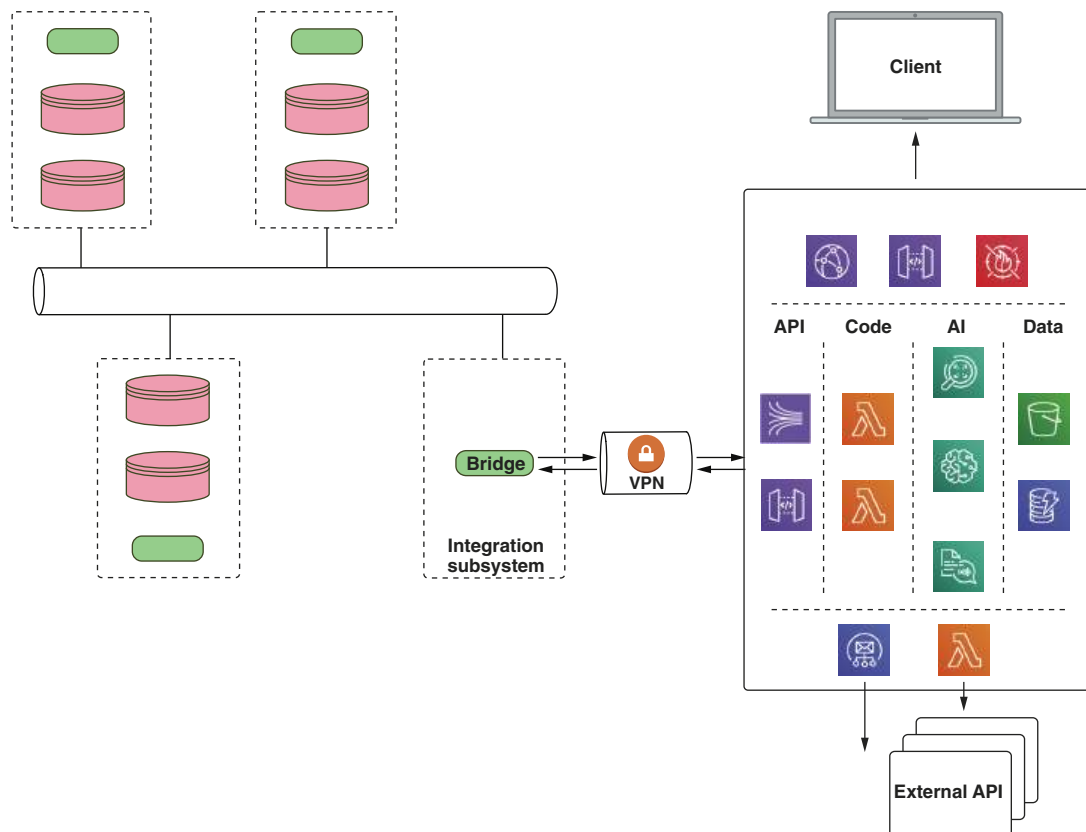 Client
API
Code
AI
Data
Bridge
VPN
Integration
subsystem
External API